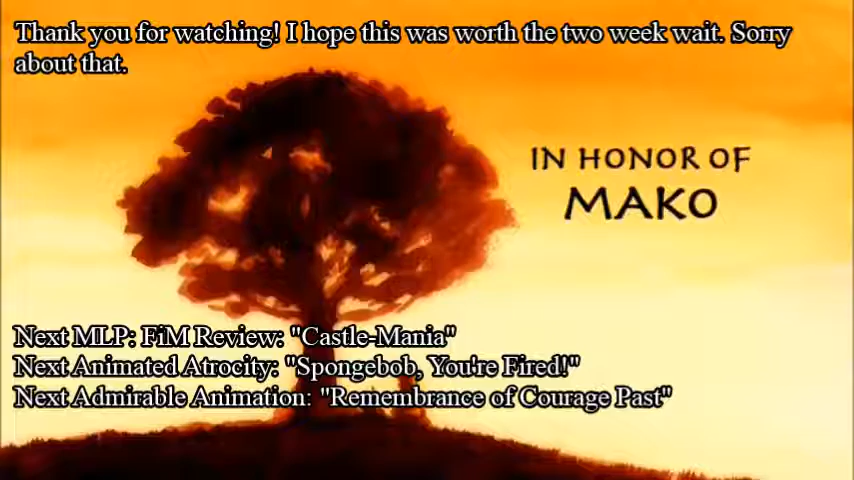 Thank you for watching! I hope this was worth the two week wait. Sorry
about that.
IN HONOR OF
MAKO
Next MLP: FiM Review: "Castle-Mania"
Next Animated Atrocity: "Spongebob, You're Fired!"
Next Admirable Animation: "Remembrance of Courage Past"